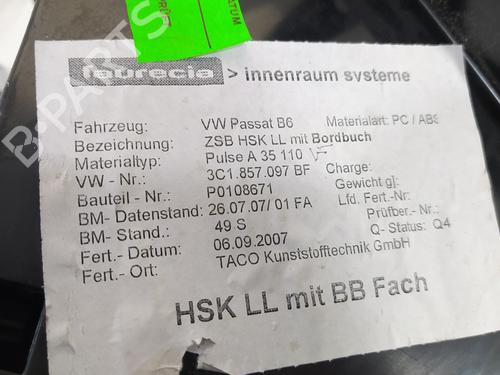 DATUM
faurecia > innenraum systeme
Fahrzeug: VW Passat B6 Materialart: PC / ABS
Bezeichnung: ZSB HSK LL mit Bordbuch
Materialtyp: Pulse A 35 110
VW - Nr.: 3C1.857.097 BF Charge:
Bauteil - Nr.: P0108671 Gewicht g]:
BM- Datenstand: 26.07.07/ 01 FA Lfd. Fert.-Nr:
BM- Stand.: 49 S Prüfber.-Nr.:
Fert.- Datum: 06.09.2007 Q- Status: Q4
Fert.- Ort: TACO Kunststofftechnik GmbH
HSK LL mit BB Fach
B-PARTS